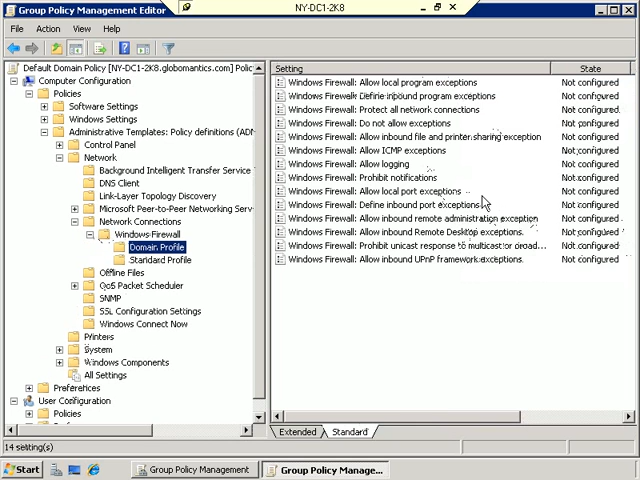 Group Policy Management Editor
NY-DC1-2K8
File Action View Help
Default Domain Policy [NY-DC1-2K8.globomantics.com] Polic
Computer Configuration
Policies
Software Settings
Windows Settings
Administrative Templates: Policy definitions (ADM
Control Panel
Network
Background Intelligent Transfer Service
DNS Client
Link-Layer Topology Discovery
Microsoft Peer-to-Peer Networking Serv
Network Connections
Windows Firewall
Domain Profile
Standard Profile
Offline Files
QoS Packet Scheduler
SNMP
SSL Configuration Settings
Windows Connect Now
Printers
System
Windows Components
All Settings
Preferences
User Configuration
Policies
Setting State
Windows Firewall: Allow local program exceptions Not configured
Windows Firewall: Define inbound program exceptions Not configured
Windows Firewall: Protect all network connections Not configured
Windows Firewall: Do not allow exceptions Not configured
Windows Firewall: Allow inbound file and printer sharing exception Not configured
Windows Firewall: Allow ICMP exceptions Not configured
Windows Firewall: Allow logging Not configured
Windows Firewall: Prohibit notifications Not configured
Windows Firewall: Allow local port exceptions Not configured
Windows Firewall: Define inbound port exceptions Not configured
Windows Firewall: Allow inbound remote administration exception Not configured
Windows Firewall: Allow inbound Remote Desktop exceptions Not configured
Windows Firewall: Prohibit unicast response to multicast or broad... Not configured
Windows Firewall: Allow inbound UPnP framework exceptions Not configured
Extended Standard
14 setting(s)
Start Group Policy Management Group Policy Manage...